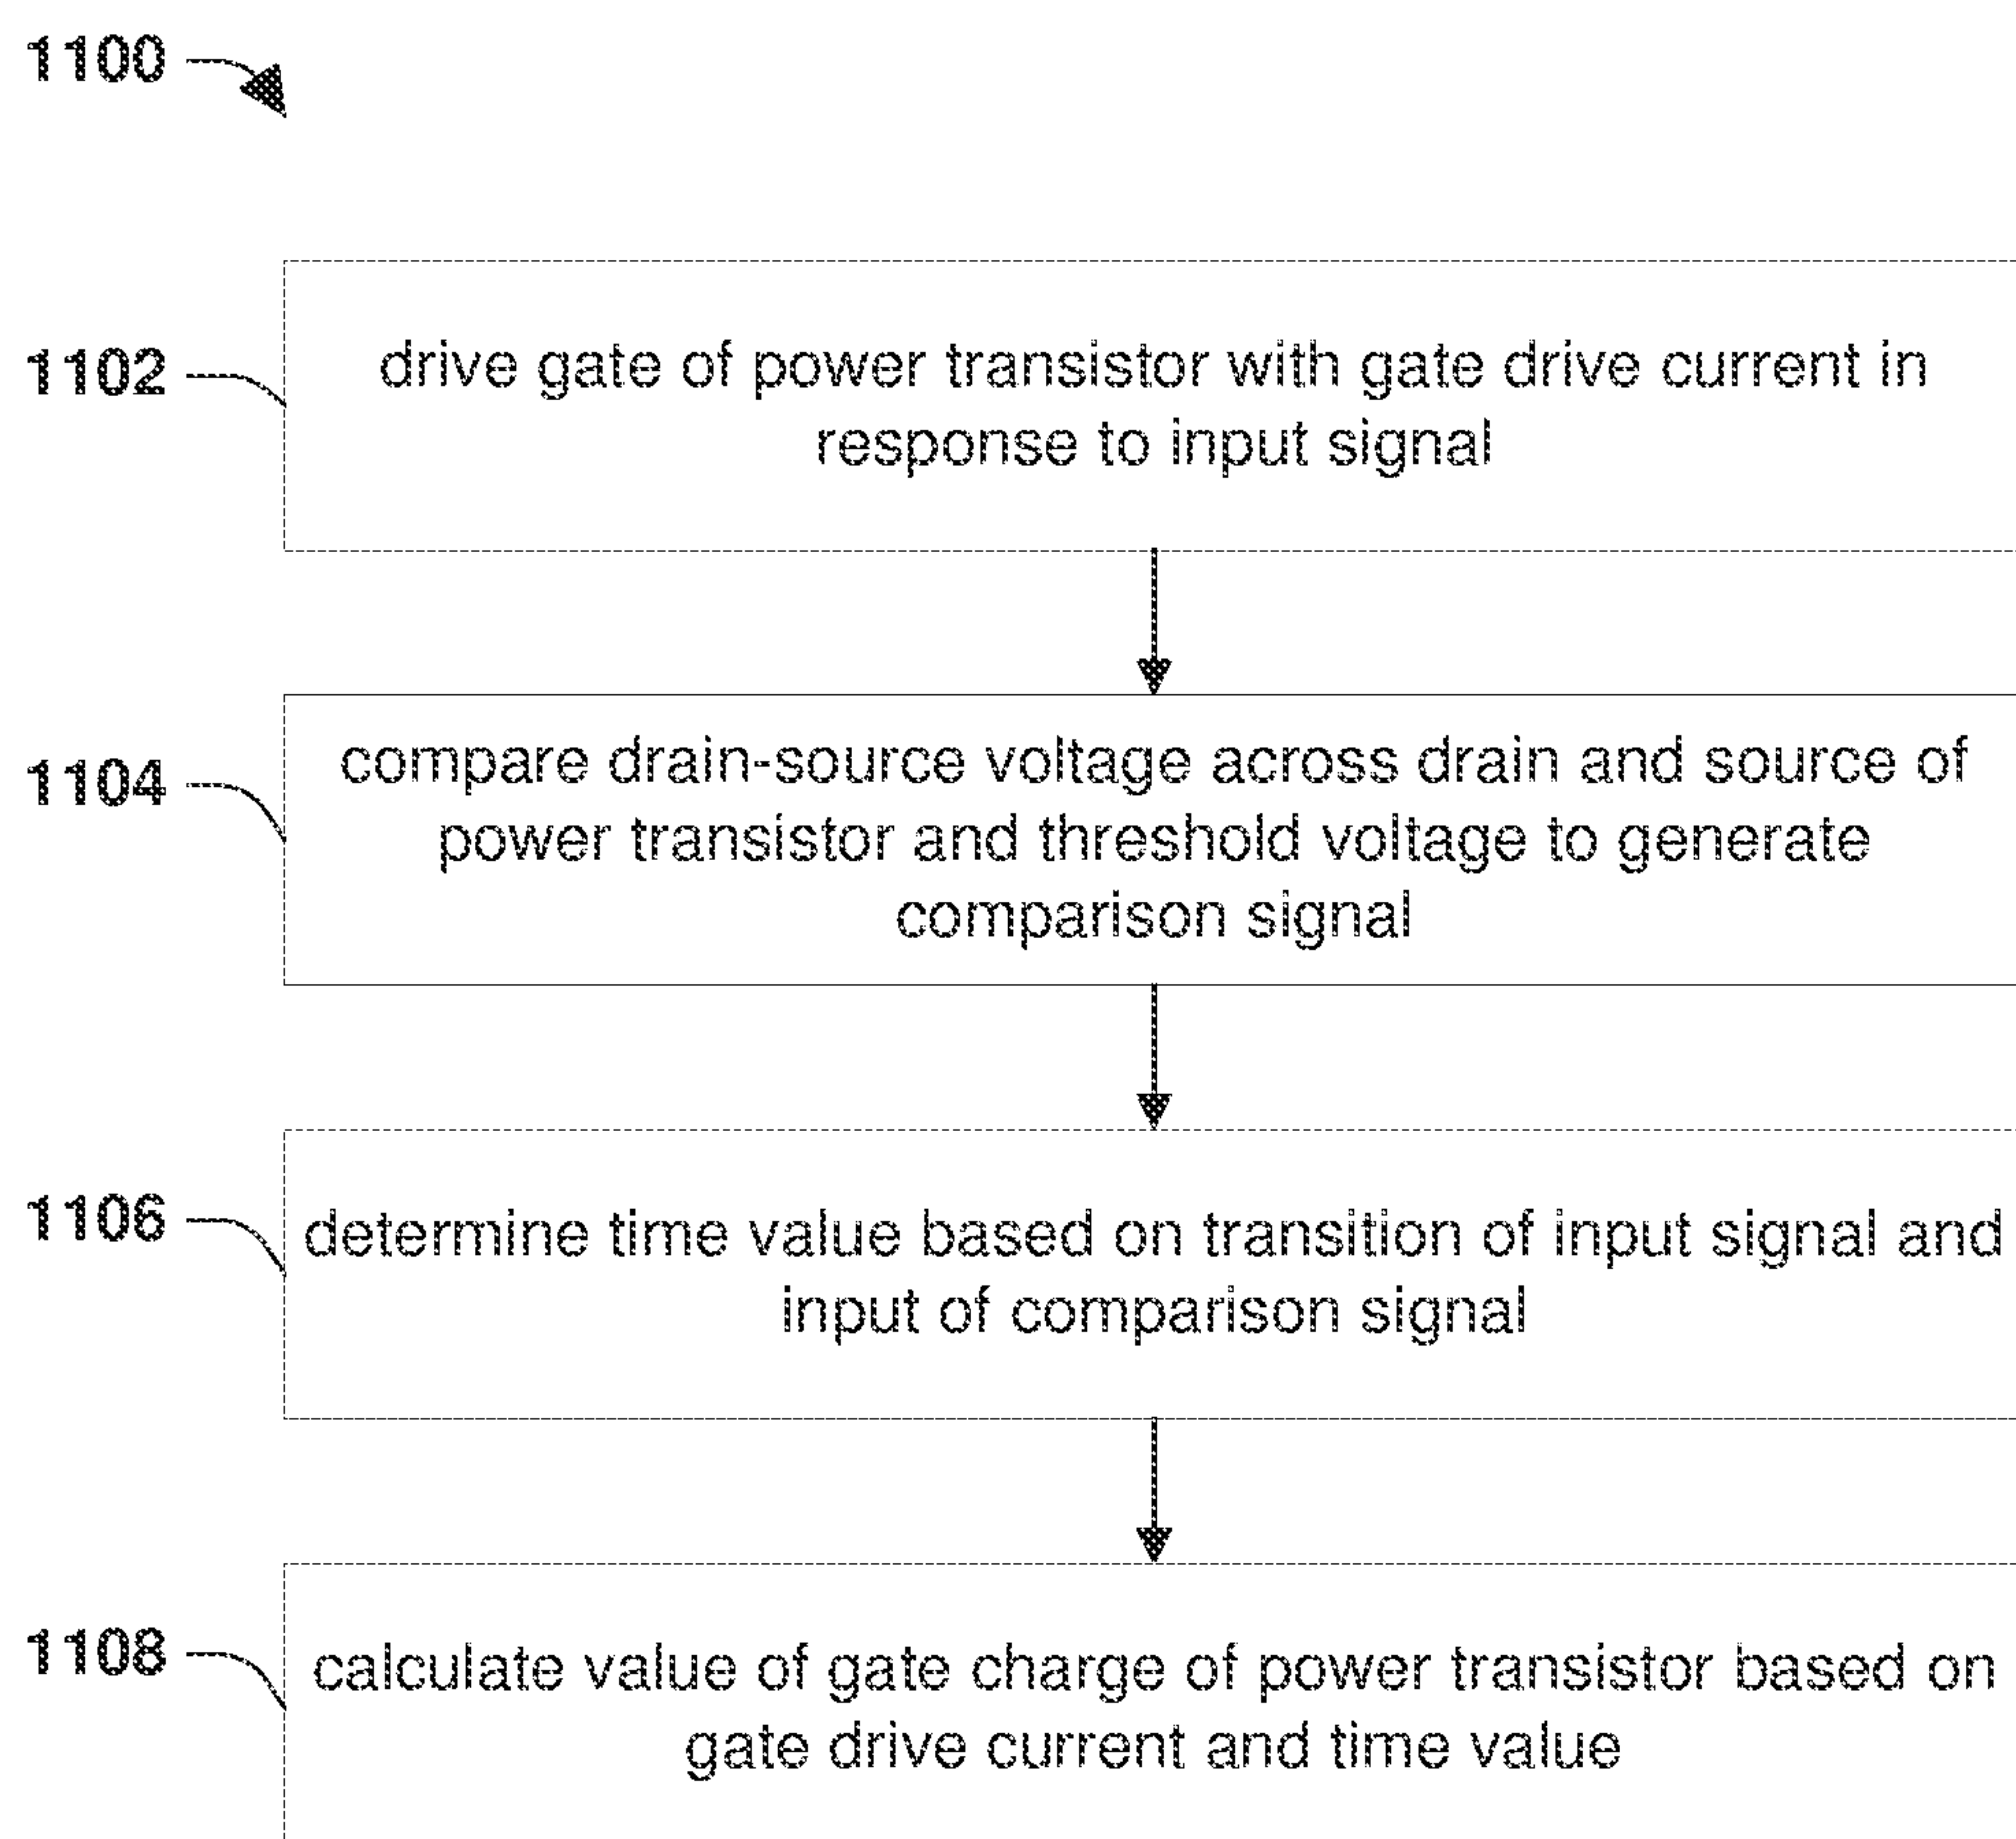 1100
1102
drive gate of power transistor with gate drive current in
response to input signal
1104
compare drain-source voltage across drain and source of
power transistor and threshold voltage to generate
comparison signal
1106
determine time value based on transition of input signal and
input of comparison signal
1108
calculate value of gate charge of power transistor based on
gate drive current and time value